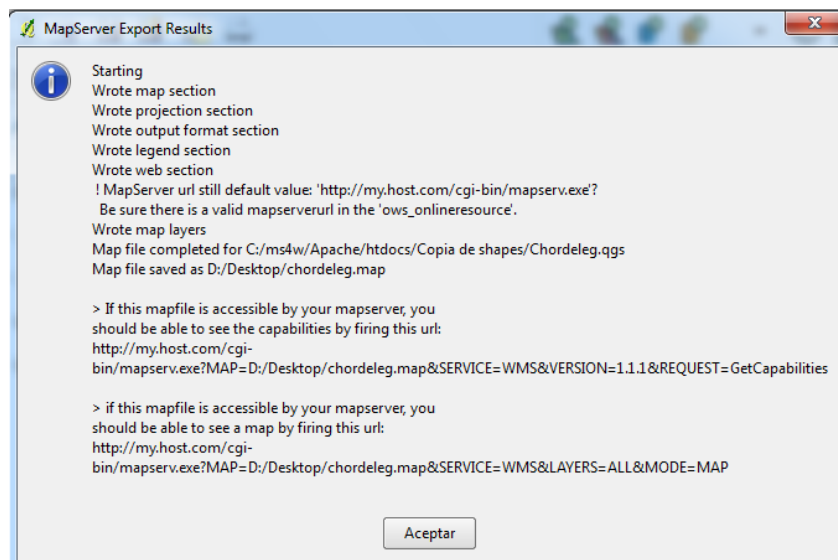 MapServer Export Results
Starting
Wrote map section
Wrote projection section
Wrote output format section
Wrote legend section
Wrote web section
! MapServer url still default value: 'http://my.host.com/cgi-bin/mapserv.exe'?
Be sure there is a valid mapserverurl in the 'ows_onlineresource'.
Wrote map layers
Map file completed for C:/ms4w/Apache/htdocs/Copia de shapes/Chordeleg.qgs
Map file saved as D:/Desktop/chordeleg.map
> If this mapfile is accessible by your mapserver, you
should be able to see the capabilities by firing this url:
http://my.host.com/cgi-
bin/mapserv.exe?MAP=D:/Desktop/chordeleg.map&SERVICE=WMS&VERSION=1.1.1&REQUEST=GetCapabilities
> if this mapfile is accessible by your mapserver, you
should be able to see a map by firing this url:
http://my.host.com/cgi-
bin/mapserv.exe?MAP=D:/Desktop/chordeleg.map&SERVICE=WMS&LAYERS=ALL&MODE=MAP
Aceptar